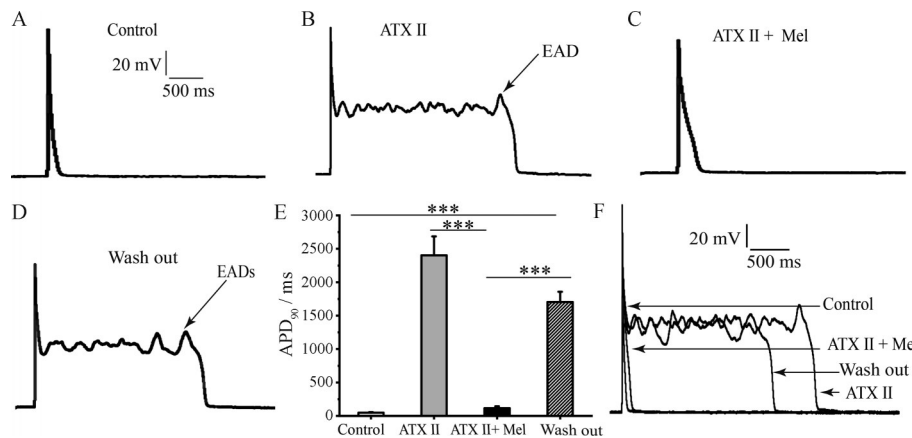 A
Control
20 mV
500 ms
B
ATX II
EAD
C
ATX II + Mel
D
Wash out
EADs
E
***
***
***
3000
2500
2000
1500
1000
500
0
APD90 / ms
Control
ATX II
ATX II+ Mel
Wash out
F
20 mV
500 ms
Control
ATX II + Mel
Wash out
ATX II